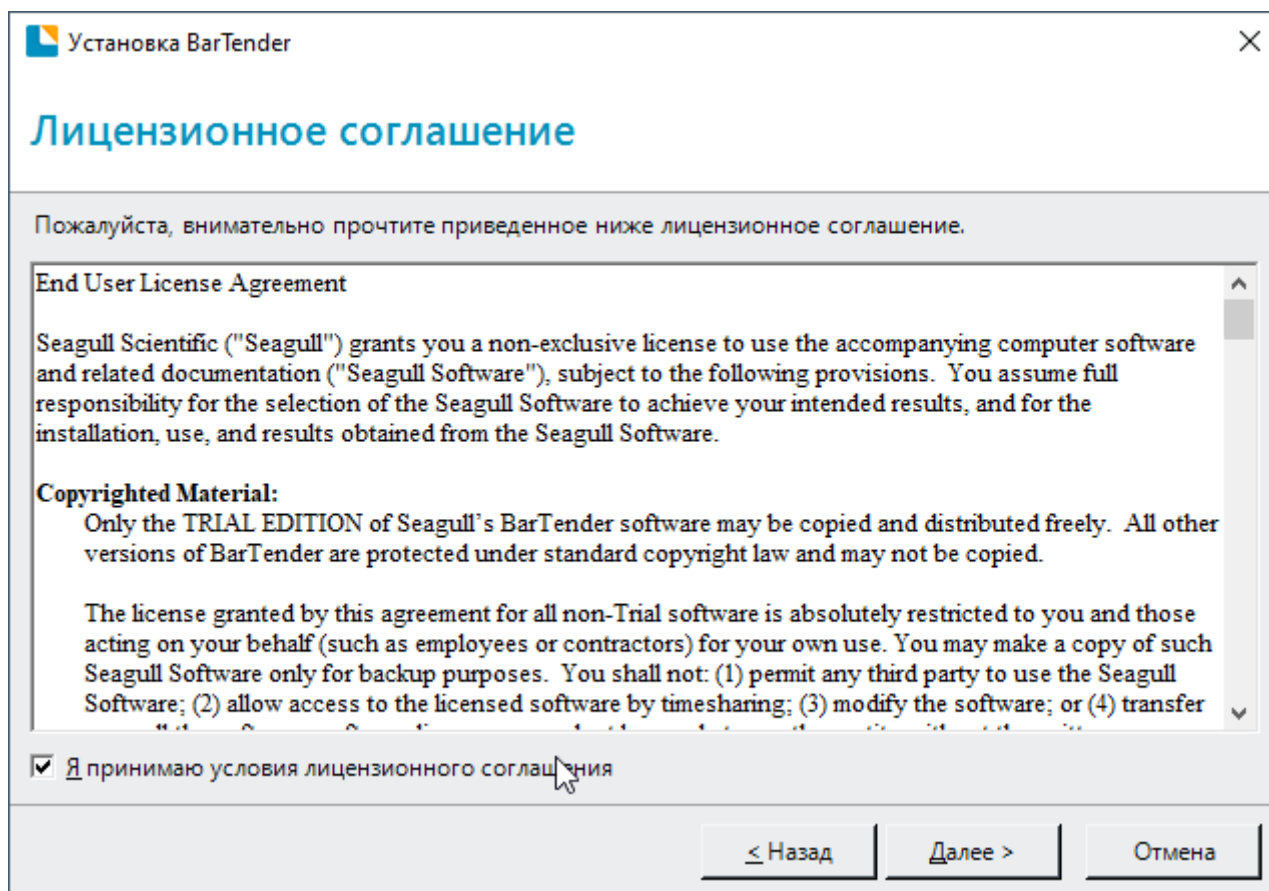 Установка BarTender
Лицензионное соглашение
Пожалуйста, внимательно прочтите приведенное ниже лицензионное соглашение.
End User License Agreement
Seagull Scientific ("Seagull") grants you a non-exclusive license to use the accompanying computer software
and related documentation ("Seagull Software"), subject to the following provisions.  You assume full
responsibility for the selection of the Seagull Software to achieve your intended results, and for the
installation, use, and results obtained from the Seagull Software.
Copyrighted Material:
Only the TRIAL EDITION of Seagull’s BarTender software may be copied and distributed freely.  All other
versions of BarTender are protected under standard copyright law and may not be copied.
The license granted by this agreement for all non-Trial software is absolutely restricted to you and those
acting on your behalf (such as employees or contractors) for your own use. You may make a copy of such
Seagull Software only for backup purposes.  You shall not: (1) permit any third party to use the Seagull
Software; (2) allow access to the licensed software by timesharing; (3) modify the software; or (4) transfer
Я принимаю условия лицензионного соглашения
< Назад
Далее >
Отмена